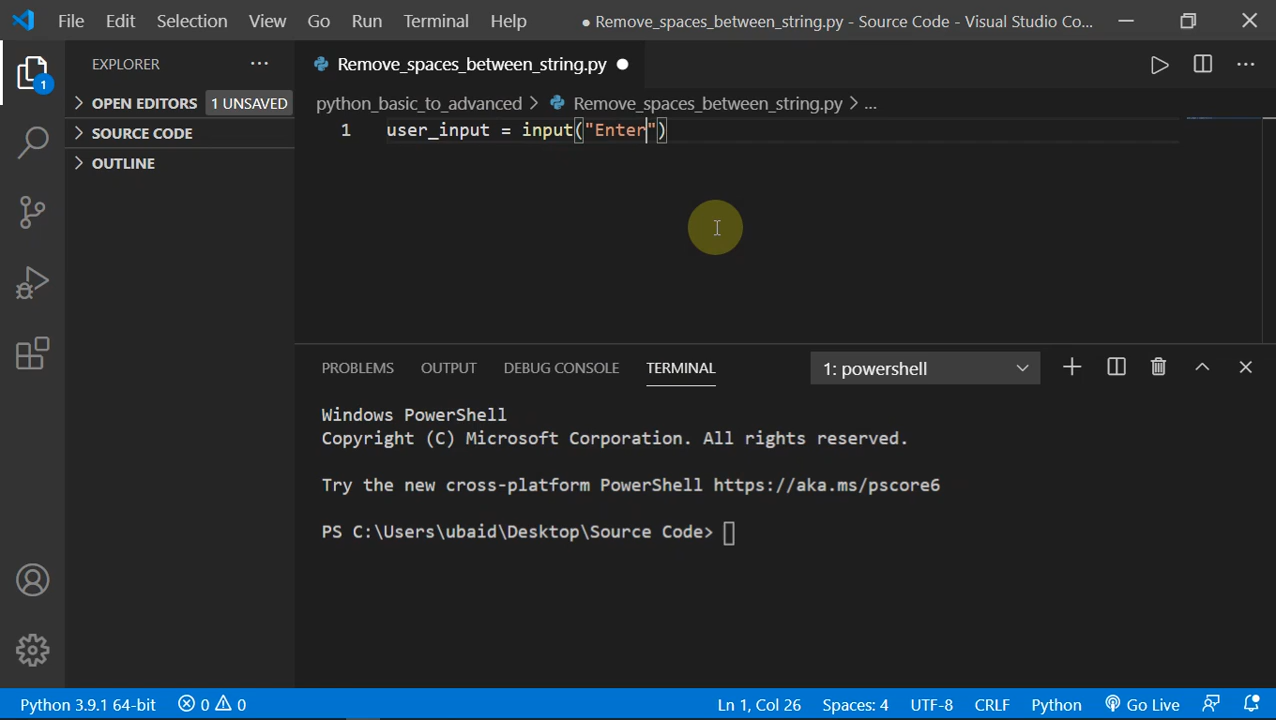 File Edit Selection View Go Run Terminal Help ● Remove_spaces_between_string.py - Source Code - Visual Studio Co...
EXPLORER ... Remove_spaces_between_string.py ● ...
1
OPEN EDITORS 1 UNSAVED python_basic_to_advanced > Remove_spaces_between_string.py > ...
SOURCE CODE 1 user_input = input("Enter")
OUTLINE
PROBLEMS OUTPUT DEBUG CONSOLE TERMINAL 1: powershell
Windows PowerShell
Copyright (C) Microsoft Corporation. All rights reserved.
Try the new cross-platform PowerShell https://aka.ms/pscore6
PS C:\Users\ubaid\Desktop\Source Code>
Python 3.9.1 64-bit 0 0 Ln 1, Col 26 Spaces: 4 UTF-8 CRLF Python Go Live